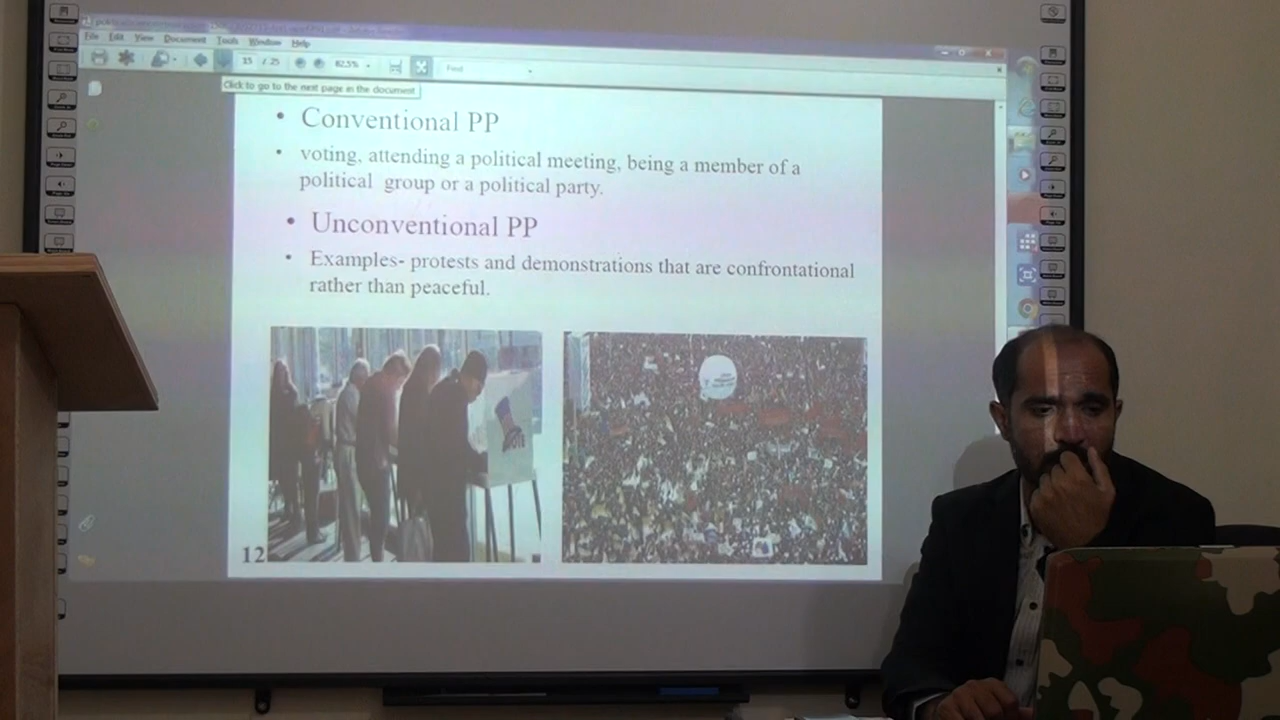 File Edit View Document Tools Window Help
15 / 25 82.5% Find
Click to go to the next page in the document
• Conventional PP
• voting, attending a political meeting, being a member of a
political group or a political party.
• Unconventional PP
• Examples- protests and demonstrations that are confrontational
rather than peaceful.
VOTE
12